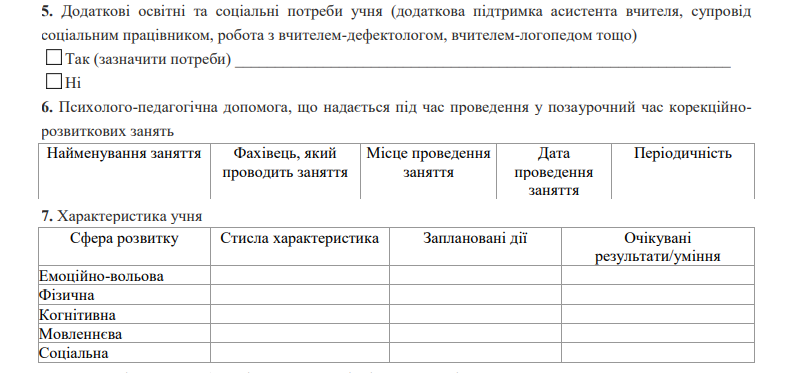 5. Додаткові освітні та соціальні потреби учня (додаткова підтримка асистента вчителя, супровід
соціальним працівником, робота з вчителем-дефектологом, вчителем-логопедом тощо)
Так (зазначити потреби) ______________________________
Ні
6. Психолого-педагогічна допомога, що надається під час проведення у позаурочний час корекційно-
розвиткових занять
Найменування заняття Фахівець, який Місце проведення Дата Періодичність
проводить заняття заняття проведення
заняття
7. Характеристика учня
Сфера розвитку Стисла характеристика Заплановані дії Очікувані
результати/уміння
Емоційно-вольова
Фізична
Когнітивна
Мовленнєва
Соціальна